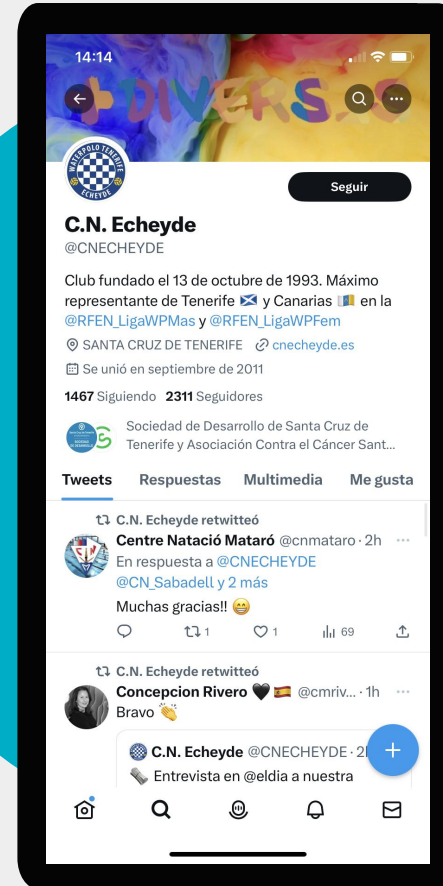 14:14
+DIVERS
WATERPOLO TENERIFE
ECHEYDE
Seguir
C.N. Echeyde
@CNECHEYDE
Club fundado el 13 de octubre de 1993. Máximo
representante de Tenerife y Canarias en la
@RFEN_LigaWPMas y @RFEN_LigaWPFem
SANTA CRUZ DE TENERIFE cnecheyde.es
Se unió en septiembre de 2011
1467 Siguiendo 2311 Seguidores
Sociedad de Desarrollo de Santa Cruz de
Tenerife y Asociación Contra el Cáncer Sant...
Tweets Respuestas Multimedia Me gusta
C.N. Echeyde retwitteó
Centre Natació Mataró @cnmataro · 2h
En respuesta a @CNECHEYDE
@CN_Sabadell y 2 más
Muchas gracias!! 😁
1 1 69
C.N. Echeyde retwitteó
Concepcion Rivero 🖤🇪🇸 @cmriv... · 1h
Bravo 👏
C.N. Echeyde @CNECHEYDE · 2
🗞 Entrevista en @eldia a nuestra